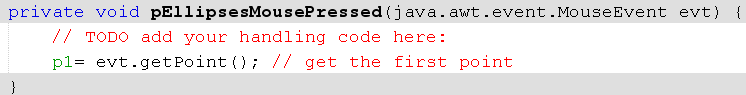 private void pEllipsesMousePressed(java.awt.event.MouseEvent evt) {
// TODO add your handling code here:
p1= evt.getPoint(); // get the first point
}